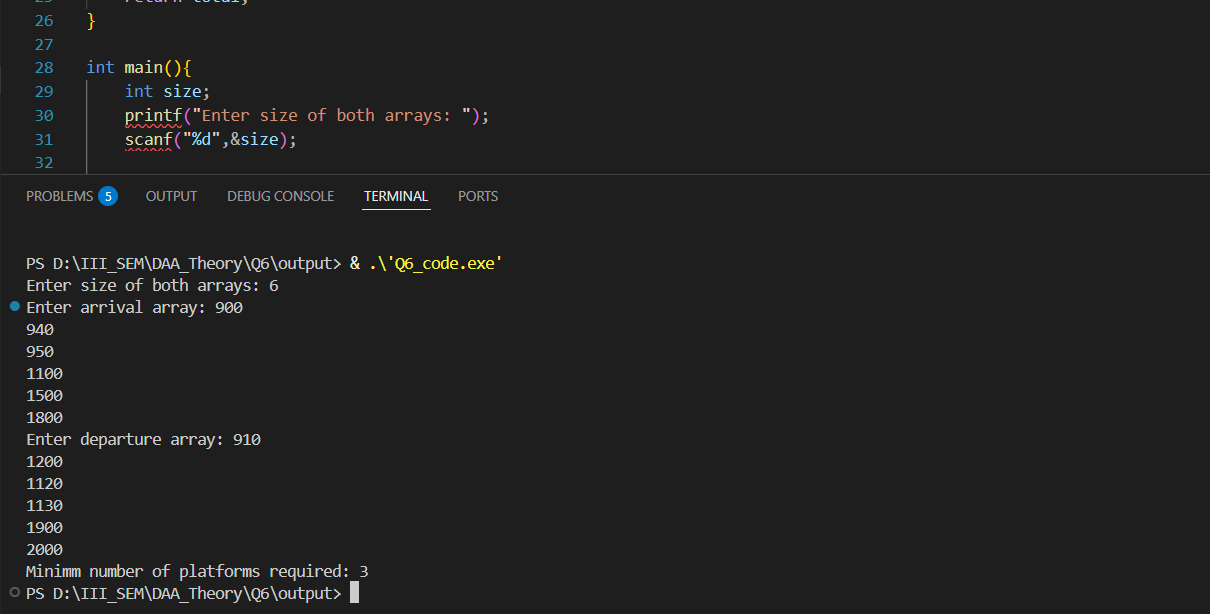 25 return total;
26 }
27
28 int main(){
29 int size;
30 printf("Enter size of both arrays: ");
31 scanf("%d",&size);
32
PROBLEMS 5 OUTPUT DEBUG CONSOLE TERMINAL PORTS
PS D:\III_SEM\DAA_Theory\Q6\output> & .\'Q6_code.exe'
Enter size of both arrays: 6
Enter arrival array: 900
940
950
1100
1500
1800
Enter departure array: 910
1200
1120
1130
1900
2000
Minimm number of platforms required: 3
PS D:\III_SEM\DAA_Theory\Q6\output>